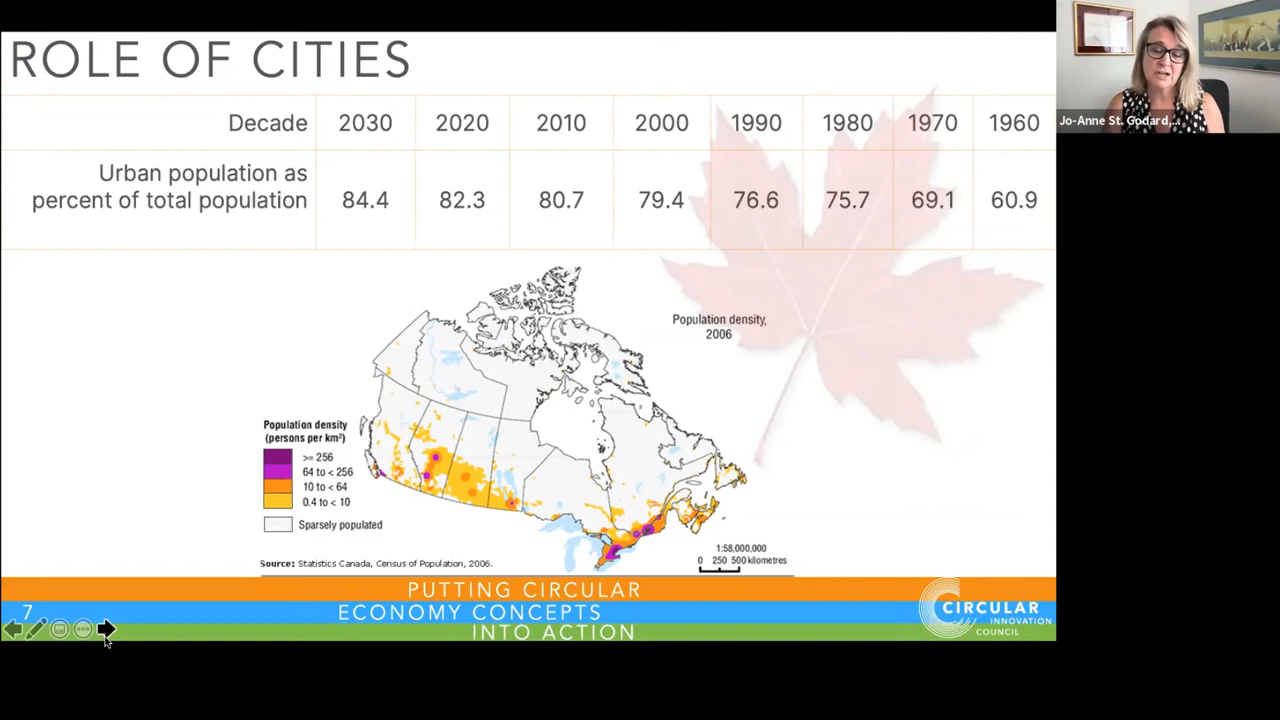 ROLE OF CITIES
Decade 2030 2020 2010 2000 1990 1980 1970 1960
Urban population as
percent of total population 84.4 82.3 80.7 79.4 76.6 75.7 69.1 60.9
Population density,
2006
Population density
(persons per km²)
>= 256
64 to < 256
10 to < 64
0.4 to < 10
Sparsely populated
1:58,000,000
0 250 500 kilometres
Source: Statistics Canada, Census of Population, 2006.
PUTTING CIRCULAR
ECONOMY CONCEPTS
INTO ACTION
7
CIRCULAR
INNOVATION
COUNCIL
Jo-Anne St. Godard,...